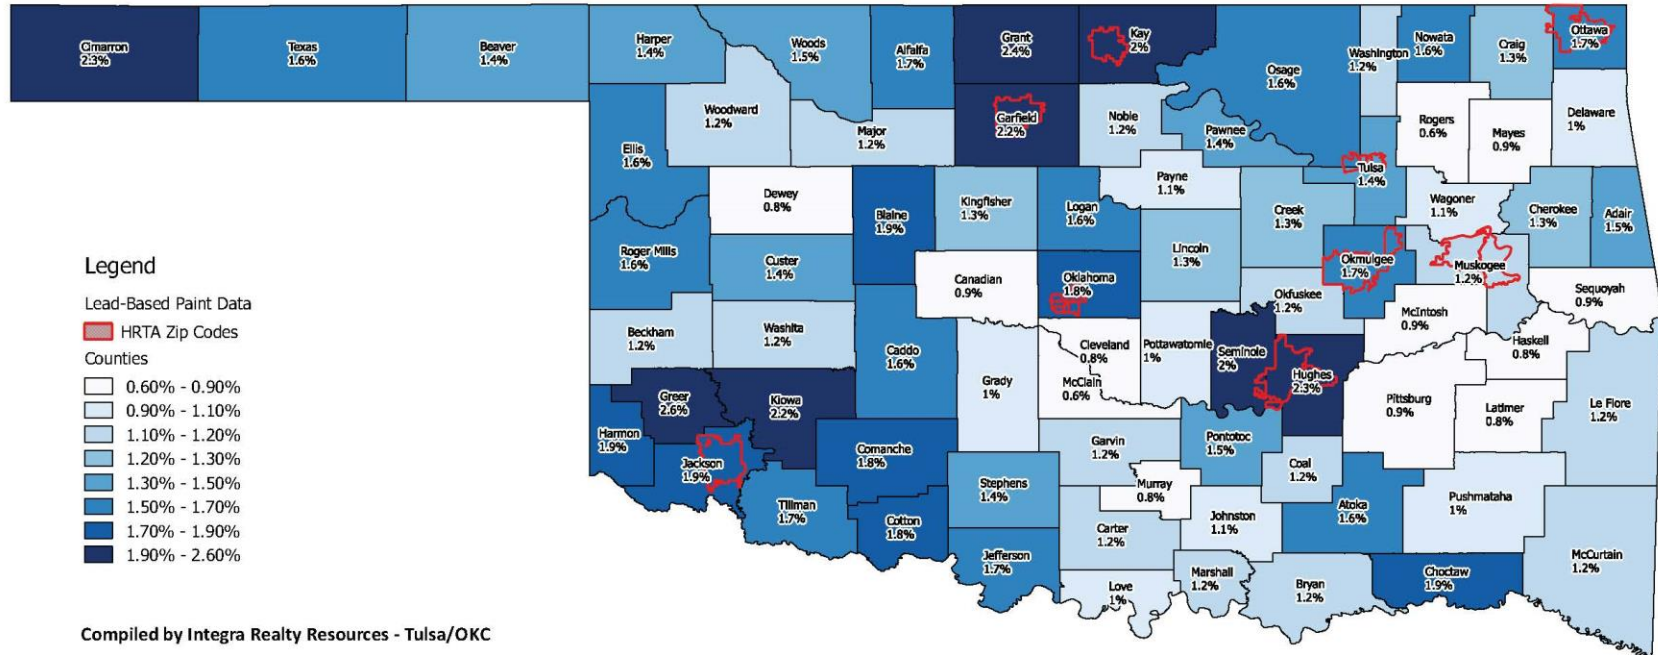 Cimarron
2.3%
Texas
1.6%
Beaver
1.4%
Harper
1.4%
Woods
1.5%
Alfalfa
1.7%
Grant
2.4%
Kay
2%
Osage
1.6%
Washington
1.2%
Nowata
1.6%
Craig
1.3%
Ottawa
1.7%
Woodward
1.2%
Major
1.2%
Garfield
2.2%
Noble
1.2%
Pawnee
1.4%
Rogers
0.6%
Mayes
0.9%
Delaware
1%
Ellis
1.6%
Dewey
0.8%
Blaine
1.9%
Kingfisher
1.3%
Logan
1.6%
Payne
1.1%
Creek
1.3%
Tulsa
1.4%
Wagoner
1.1%
Cherokee
1.3%
Adair
1.5%
Roger Mills
1.6%
Custer
1.4%
Canadian
0.9%
Oklahoma
1.8%
Lincoln
1.3%
Okfuskee
1.2%
Okmulgee
1.7%
Muskogee
1.2%
McIntosh
0.9%
Sequoyah
0.9%
Beckham
1.2%
Washita
1.2%
Caddo
1.6%
Grady
1%
Cleveland
0.8%
McClain
0.6%
Pottawatomie
1%
Seminole
2%
Hughes
2.3%
Pittsburg
0.9%
Haskell
0.8%
Latimer
0.8%
Le Flore
1.2%
Greer
2.6%
Kiowa
2.2%
Harmon
1.9%
Jackson
1.9%
Comanche
1.8%
Stephens
1.4%
Garvin
1.2%
Murray
0.8%
Pontotoc
1.5%
Coal
1.2%
Atoka
1.6%
Pushmataha
1%
Tillman
1.7%
Cotton
1.8%
Jefferson
1.7%
Carter
1.2%
Johnston
1.1%
Love
1%
Marshall
1.2%
Bryan
1.2%
Choctaw
1.9%
McCurtain
1.2%
Legend
Lead-Based Paint Data
HRTA Zip Codes
Counties
0.60% - 0.90%
0.90% - 1.10%
1.10% - 1.20%
1.20% - 1.30%
1.30% - 1.50%
1.50% - 1.70%
1.70% - 1.90%
1.90% - 2.60%
Compiled by Integra Realty Resources - Tulsa/OKC